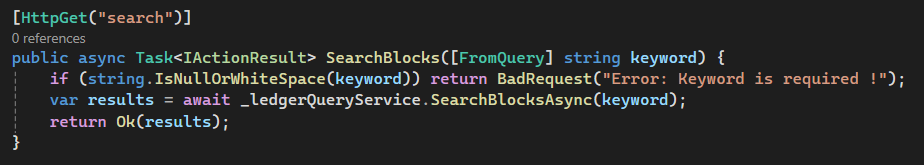 [HttpGet("search")]
0 references
public async Task<IActionResult> SearchBlocks([FromQuery] string keyword) {
    if (string.IsNullOrWhiteSpace(keyword)) return BadRequest("Error: Keyword is required !");
    var results = await _ledgerQueryService.SearchBlocksAsync(keyword);
    return Ok(results);
}